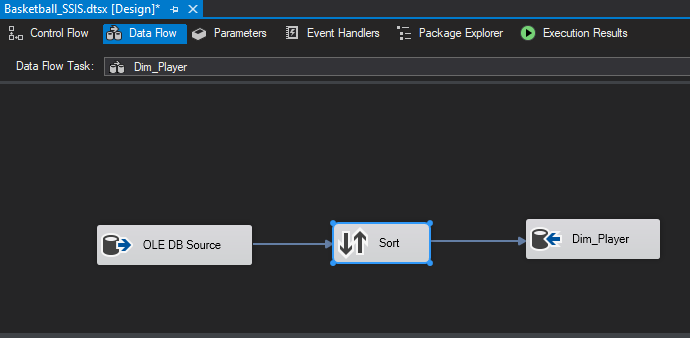 Basketball_SSIS.dtsx [Design]*
Control Flow Data Flow Parameters Event Handlers Package Explorer Execution Results
Data Flow Task: Dim_Player
OLE DB Source Sort Dim_Player